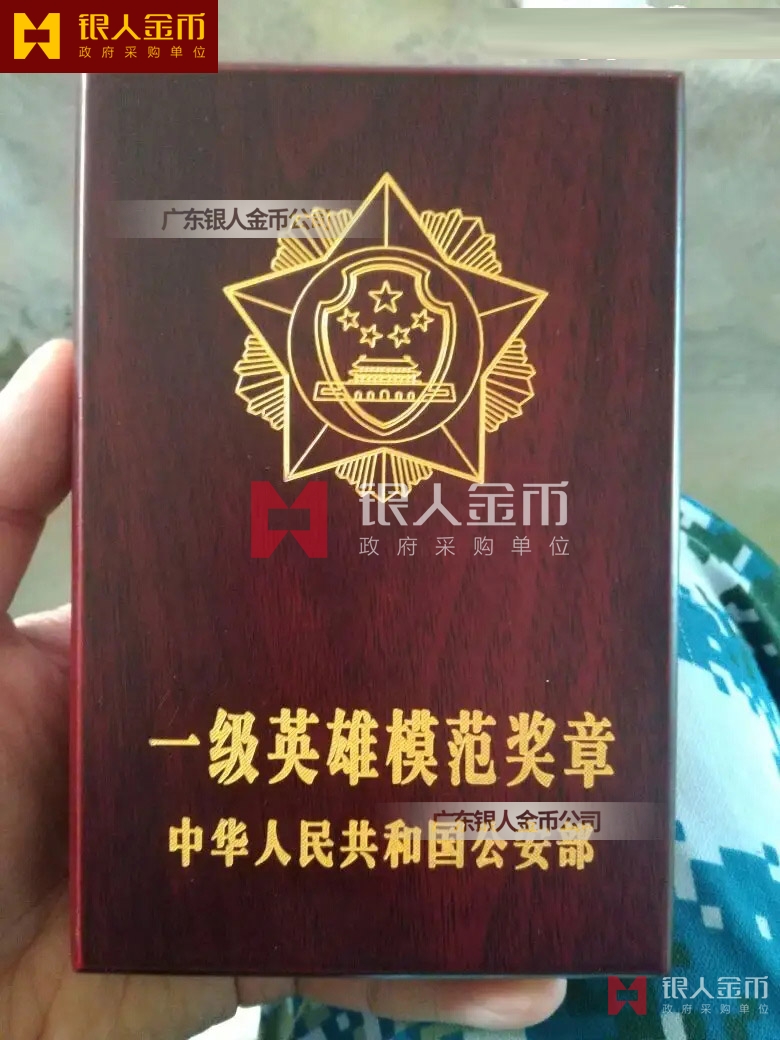 银人金币
政府采购单位
广东银人金币公
银人金币
政府采购单位
一级英雄模范奖章
广东银人金币公司
中华人民共和国公安部
银人金币
政府采购单位